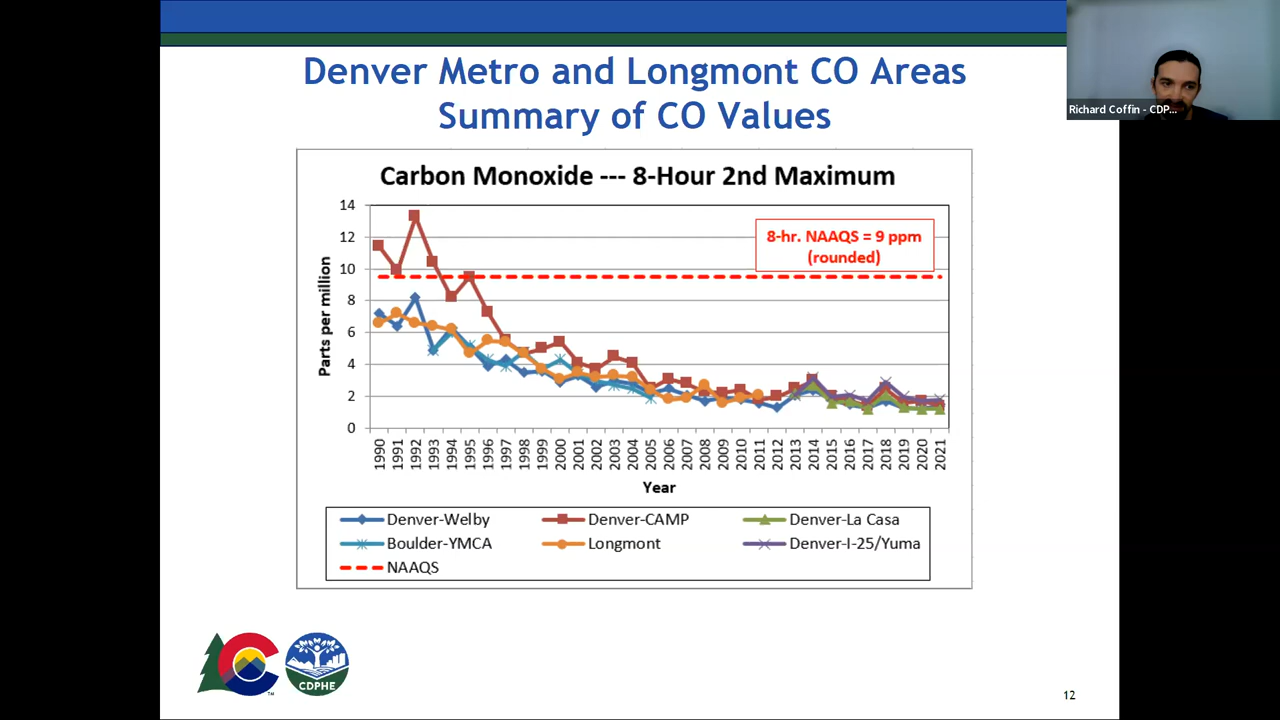 Denver Metro and Longmont CO Areas
Summary of CO Values
Richard Coffin - CDP...
Carbon Monoxide --- 8-Hour 2nd Maximum
14
12
10
8
6
4
2
0
Parts per million
8-hr. NAAQS = 9 ppm
(rounded)
1990
1991
1992
1993
1994
1995
1996
1997
1998
1999
2000
2001
2002
2003
2004
2005
2006
2007
2008
2009
2010
2011
2012
2013
2014
2015
2016
2017
2018
2019
2020
2021
Year
Denver-Welby
Denver-CAMP
Denver-La Casa
Boulder-YMCA
Longmont
Denver-I-25/Yuma
NAAQS
CDPHE
TM
12